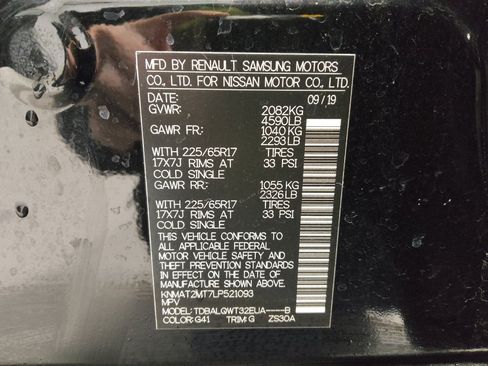 MFD BY RENAULT SAMSUNG MOTORS
CO., LTD. FOR NISSAN MOTOR CO., LTD.
DATE: 09/19
GVWR: 2082KG
4590LB
GAWR FR: 1040 KG
2293LB
WITH 225/65R17 TIRES
17X7J RIMS AT 33 PSI
COLD SINGLE
GAWR RR: 1055 KG
2326LB
WITH 225/65R17 TIRES
17X7J RIMS AT 33 PSI
COLD SINGLE
THIS VEHICLE CONFORMS TO
ALL APPLICABLE FEDERAL
MOTOR VEHICLE SAFETY AND
THEFT PREVENTION STANDARDS
IN EFFECT ON THE DATE OF
MANUFACTURE SHOWN ABOVE.
KNMAT2MT7LP521093
MPV
MODEL: TDBALQWT32EUA-----B
COLOR: G41 TRIM: G ZS30A